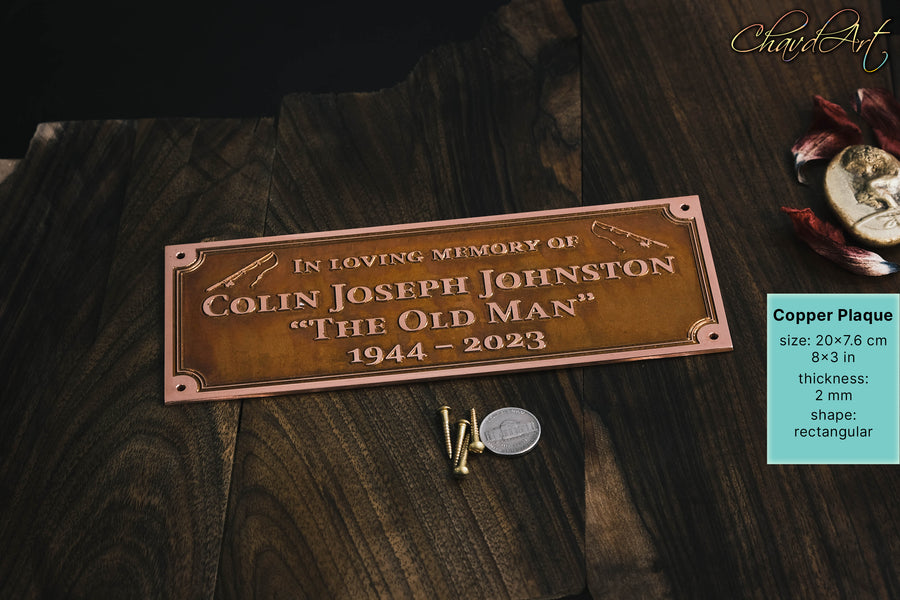 ChavdArt
In loving memory of
Colin Joseph Johnston
“The Old Man”
1944 – 2023
Copper Plaque
size: 20×7.6 cm
8×3 in
thickness:
2 mm
shape:
rectangular